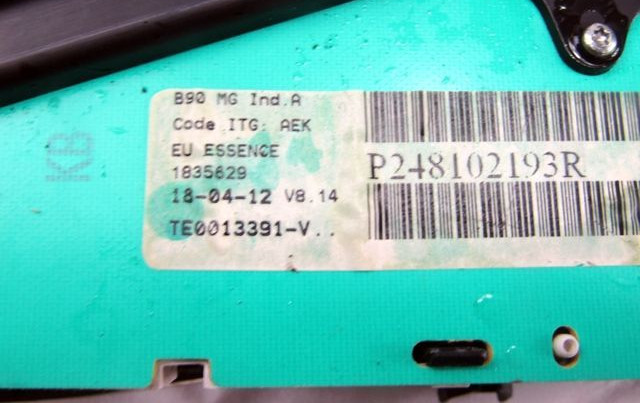 B90 MG Ind.A
Code ITG: AEK
EU ESSENCE
1835629
18-04-12 V8.14
TE0013391-V..
P248102193R
KB